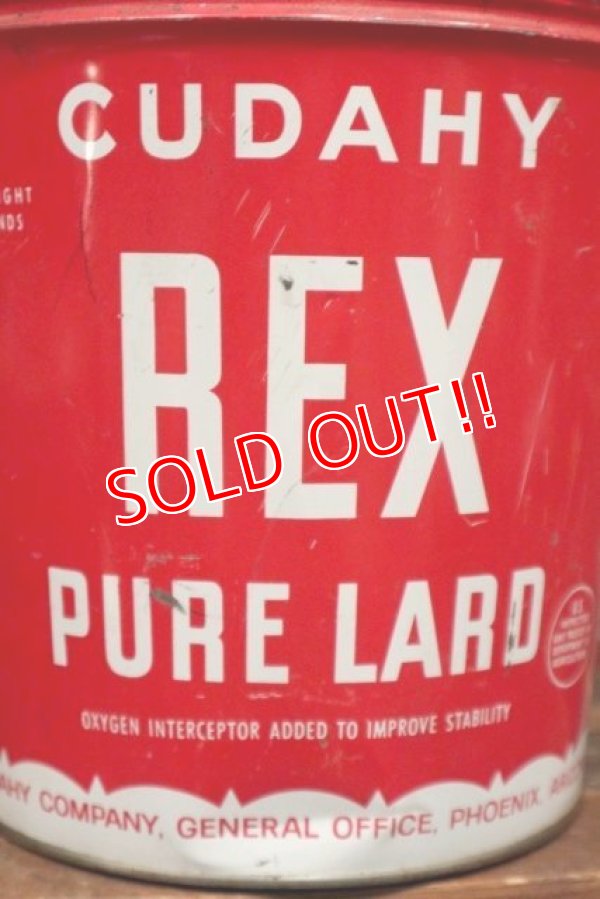 CUDAHY
REX
SOLD OUT!!
PURE LARD
OXYGEN INTERCEPTOR ADDED TO IMPROVE STABILITY
COMPANY, GENERAL OFFICE, PHOENIX,